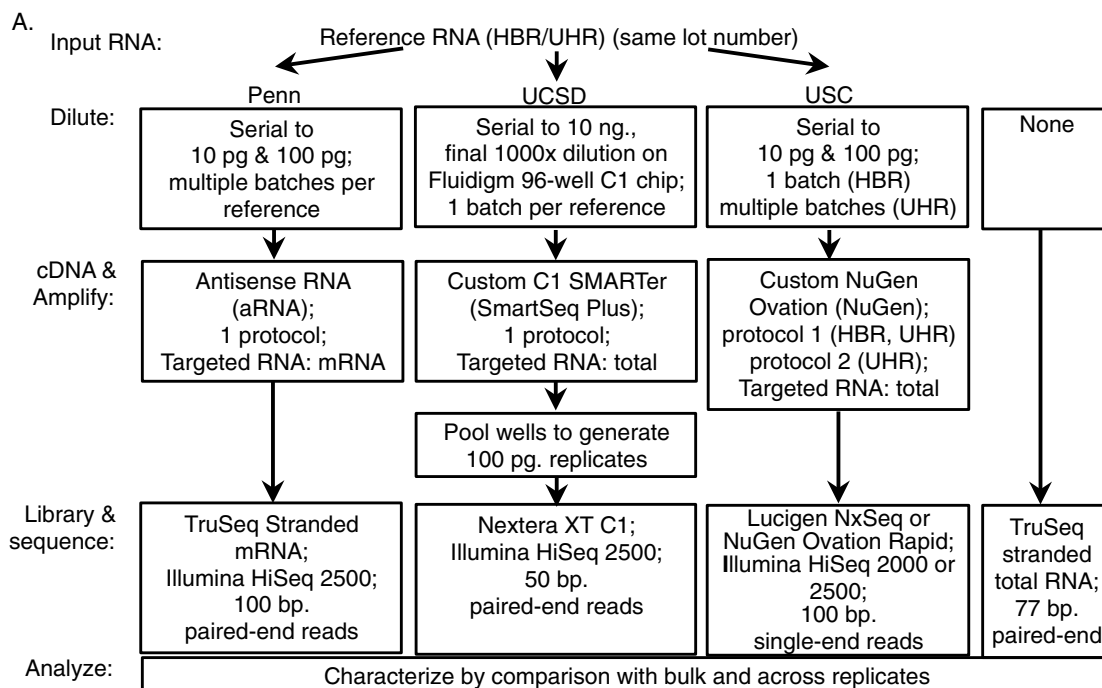 A.
Input RNA:
Reference RNA (HBR/UHR) (same lot number)
Penn
UCSD
USC
Dilute:
Serial to
10 pg & 100 pg;
multiple batches per
reference
Serial to 10 ng.,
final 1000x dilution on
Fluidigm 96-well C1 chip;
1 batch per reference
Serial to
10 pg & 100 pg;
1 batch (HBR)
multiple batches (UHR)
None
cDNA &
Amplify:
Antisense RNA
(aRNA);
1 protocol;
Targeted RNA: mRNA
Custom C1 SMARTer
(SmartSeq Plus);
1 protocol;
Targeted RNA: total
Custom NuGen
Ovation (NuGen);
protocol 1 (HBR, UHR)
protocol 2 (UHR);
Targeted RNA: total
Pool wells to generate
100 pg. replicates
Library &
sequence:
TruSeq Stranded
mRNA;
Illumina HiSeq 2500;
100 bp.
paired-end reads
Nextera XT C1;
Illumina HiSeq 2500;
50 bp.
paired-end reads
Lucigen NxSeq or
NuGen Ovation Rapid;
Illumina HiSeq 2000 or
2500;
100 bp.
single-end reads
TruSeq
stranded
total RNA;
77 bp.
paired-end
Analyze:
Characterize by comparison with bulk and across replicates